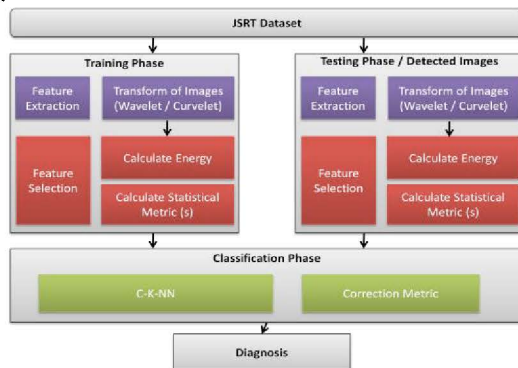 JSRT Dataset
Training Phase
Feature
Extraction
Transform of Images
(Wavelet / Curvelet)
Feature
Selection
Calculate Energy
Calculate Statistical
Metric (s)
Testing Phase / Detected Images
Feature
Extraction
Transform of Images
(Wavelet / Curvelet)
Feature
Selection
Calculate Energy
Calculate Statistical
Metric (s)
Classification Phase
C-K-NN
Correction Metric
Diagnosis